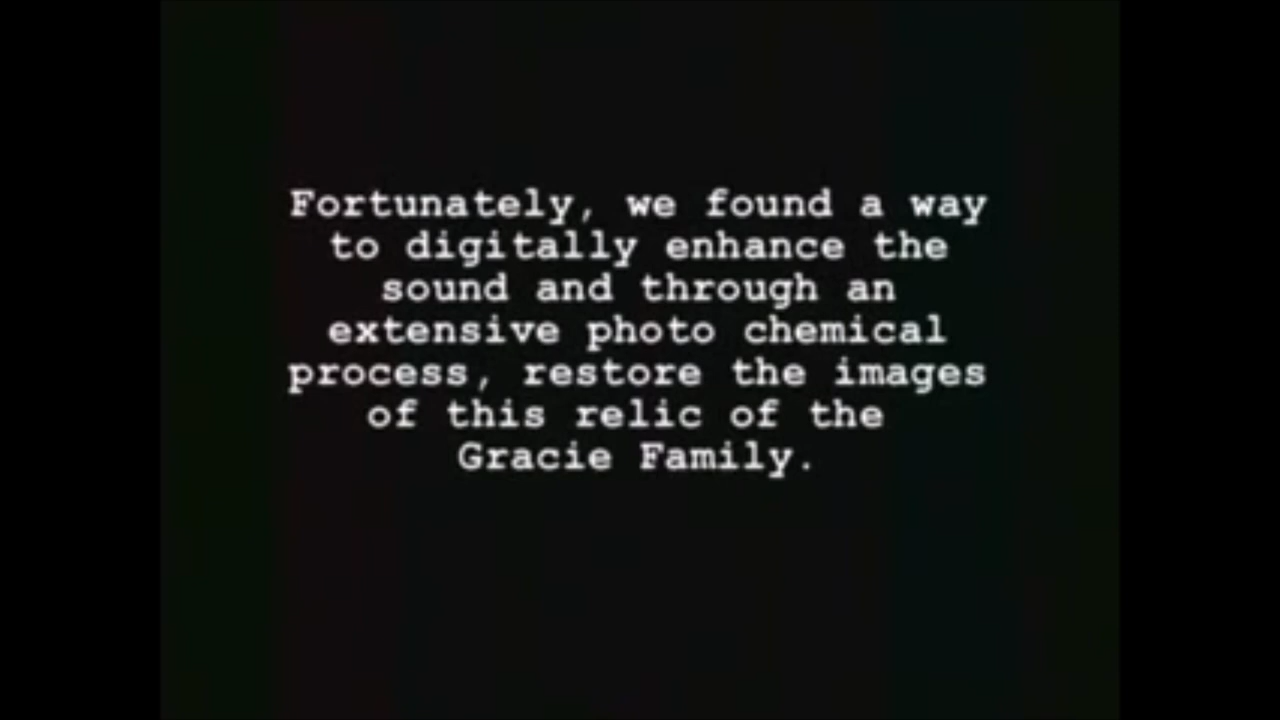 Fortunately, we found a way
to digitally enhance the
sound and through an
extensive photo chemical
process, restore the images
of this relic of the
Gracie Family.